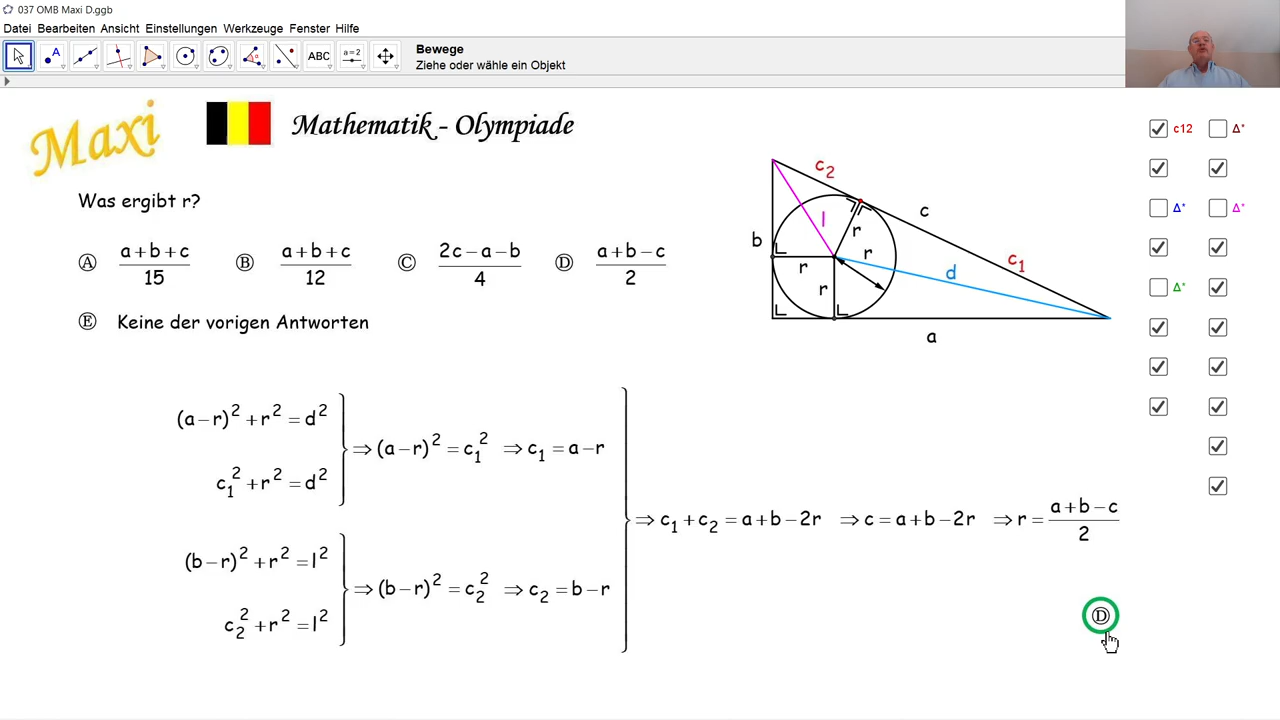 037 OMB Maxi D.ggb
Datei Bearbeiten Ansicht Einstellungen Werkzeuge Fenster Hilfe
A ABC a=2 Bewege
Ziehe oder wähle ein Objekt
Maxi Mathematik - Olympiade
Was ergibt r?
Ⓐ (a+b+c)/15 Ⓑ (a+b+c)/12 Ⓒ (2c-a-b)/4 Ⓓ (a+b-c)/2
Ⓔ Keine der vorigen Antworten
c₂
c
b
l
r
r
r
r
d
c₁
a
c12 Δ*
Δ* Δ*
Δ*
(a-r)² + r² = d²
⇒ (a-r)² = c₁² ⇒ c₁ = a-r
c₁² + r² = d²
⇒ c₁ + c₂ = a+b-2r ⇒ c = a+b-2r ⇒ r = (a+b-c)/2
(b-r)² + r² = l²
⇒ (b-r)² = c₂² ⇒ c₂ = b-r
c₂² + r² = l²
Ⓓ